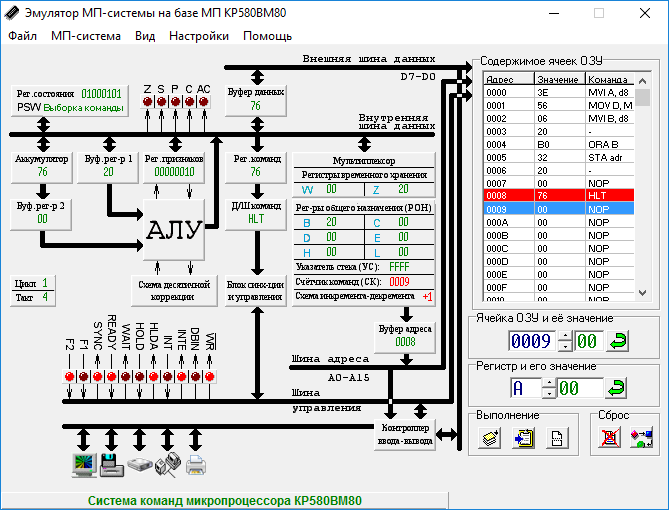 Эмулятор МП-системы на базе МП КР580ВМ80
Файл МП-система Вид Настройки Помощь
Внешняя шина данных
D7-D0
Рег.состояния 01000101
PSW Выборка команды
Z S P C AC
Буфер данных
76
Внутренняя шина данных
Аккумулятор
76
Буф.рег-р 1
20
Рег.признаков
00000010
Рег.команд
76
Буф.рег-р 2
00
АЛУ
Д/Ш команд
HLT
Мультиплексор
Регистры временного хранения
W 00 Z 20
Рег-ры общего назначения (РОН)
B 20 C 00
D 00 E 00
H 00 L 00
Указатель стека (УС): FFFF
Счётчик команд (СК): 0009
Схема инкремента-декремента +1
Цикл 1
Такт 4
Схема десятичной коррекции
Блок синх-ции и управления
Буфер адреса
0008
F2 F1 SYNC READY WAIT HOLD HLDA INT INTE DBIN WR
Шина адреса
A0-A15
Шина управления
Контроллер ввода-вывода
Содержимое ячеек ОЗУ
Адрес Значение Команда
0000 3E MVI A, d8
0001 56 MOV D, M
0002 06 MVI B, d8
0003 20 -
0004 B0 ORA B
0005 32 STA adr
0006 20 -
0007 00 NOP
0008 76 HLT
0009 00 NOP
000A 00 NOP
000B 00 NOP
000C 00 NOP
000D 00 NOP
000E 00 NOP
000F 00 NOP
0010 00 NOP
Ячейка ОЗУ и её значение
0009 00
Регистр и его значение
A 00
Выполнение
Сброс
Система команд микропроцессора КР580ВМ80